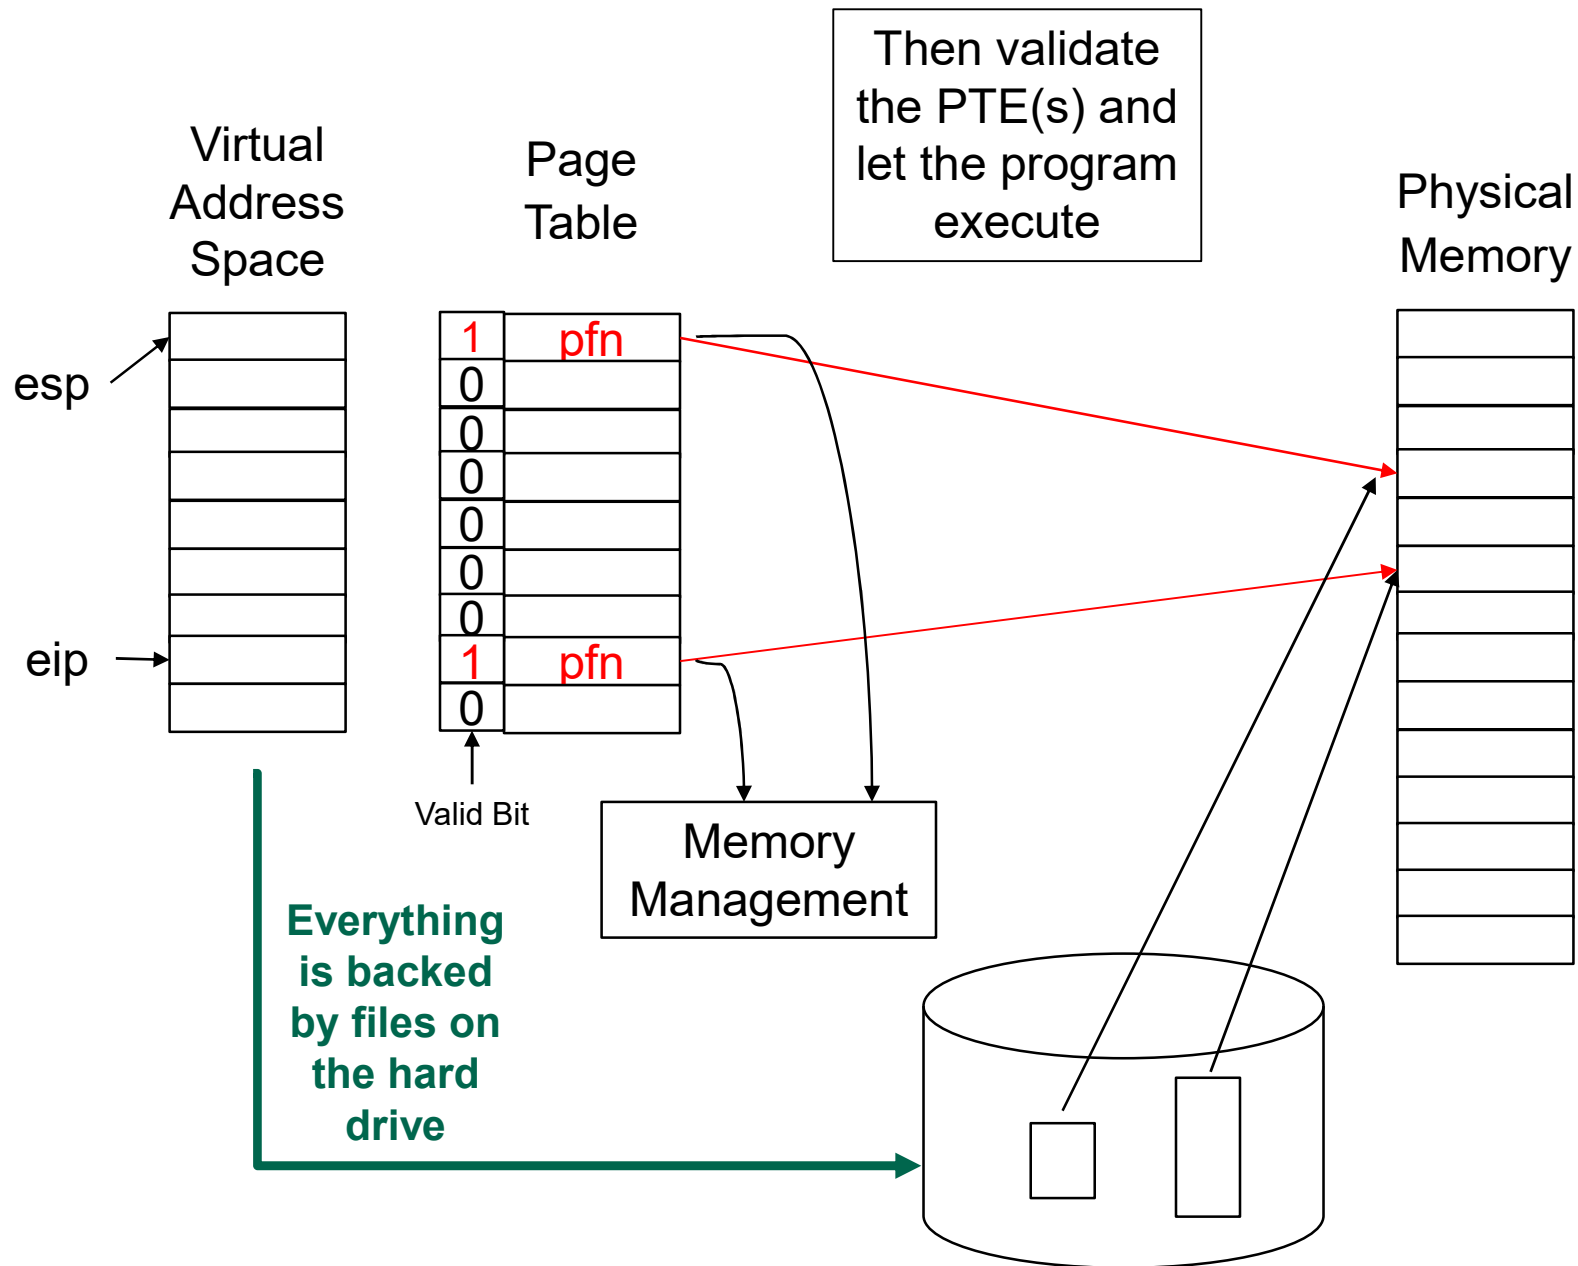 Then validate
the PTE(s) and
let the program
execute
Virtual
Address
Space
Page
Table
Physical
Memory
esp
eip
1 pfn
0
0
0
0
0
0
1 pfn
0
Valid Bit
Memory
Management
Everything
is backed
by files on
the hard
drive